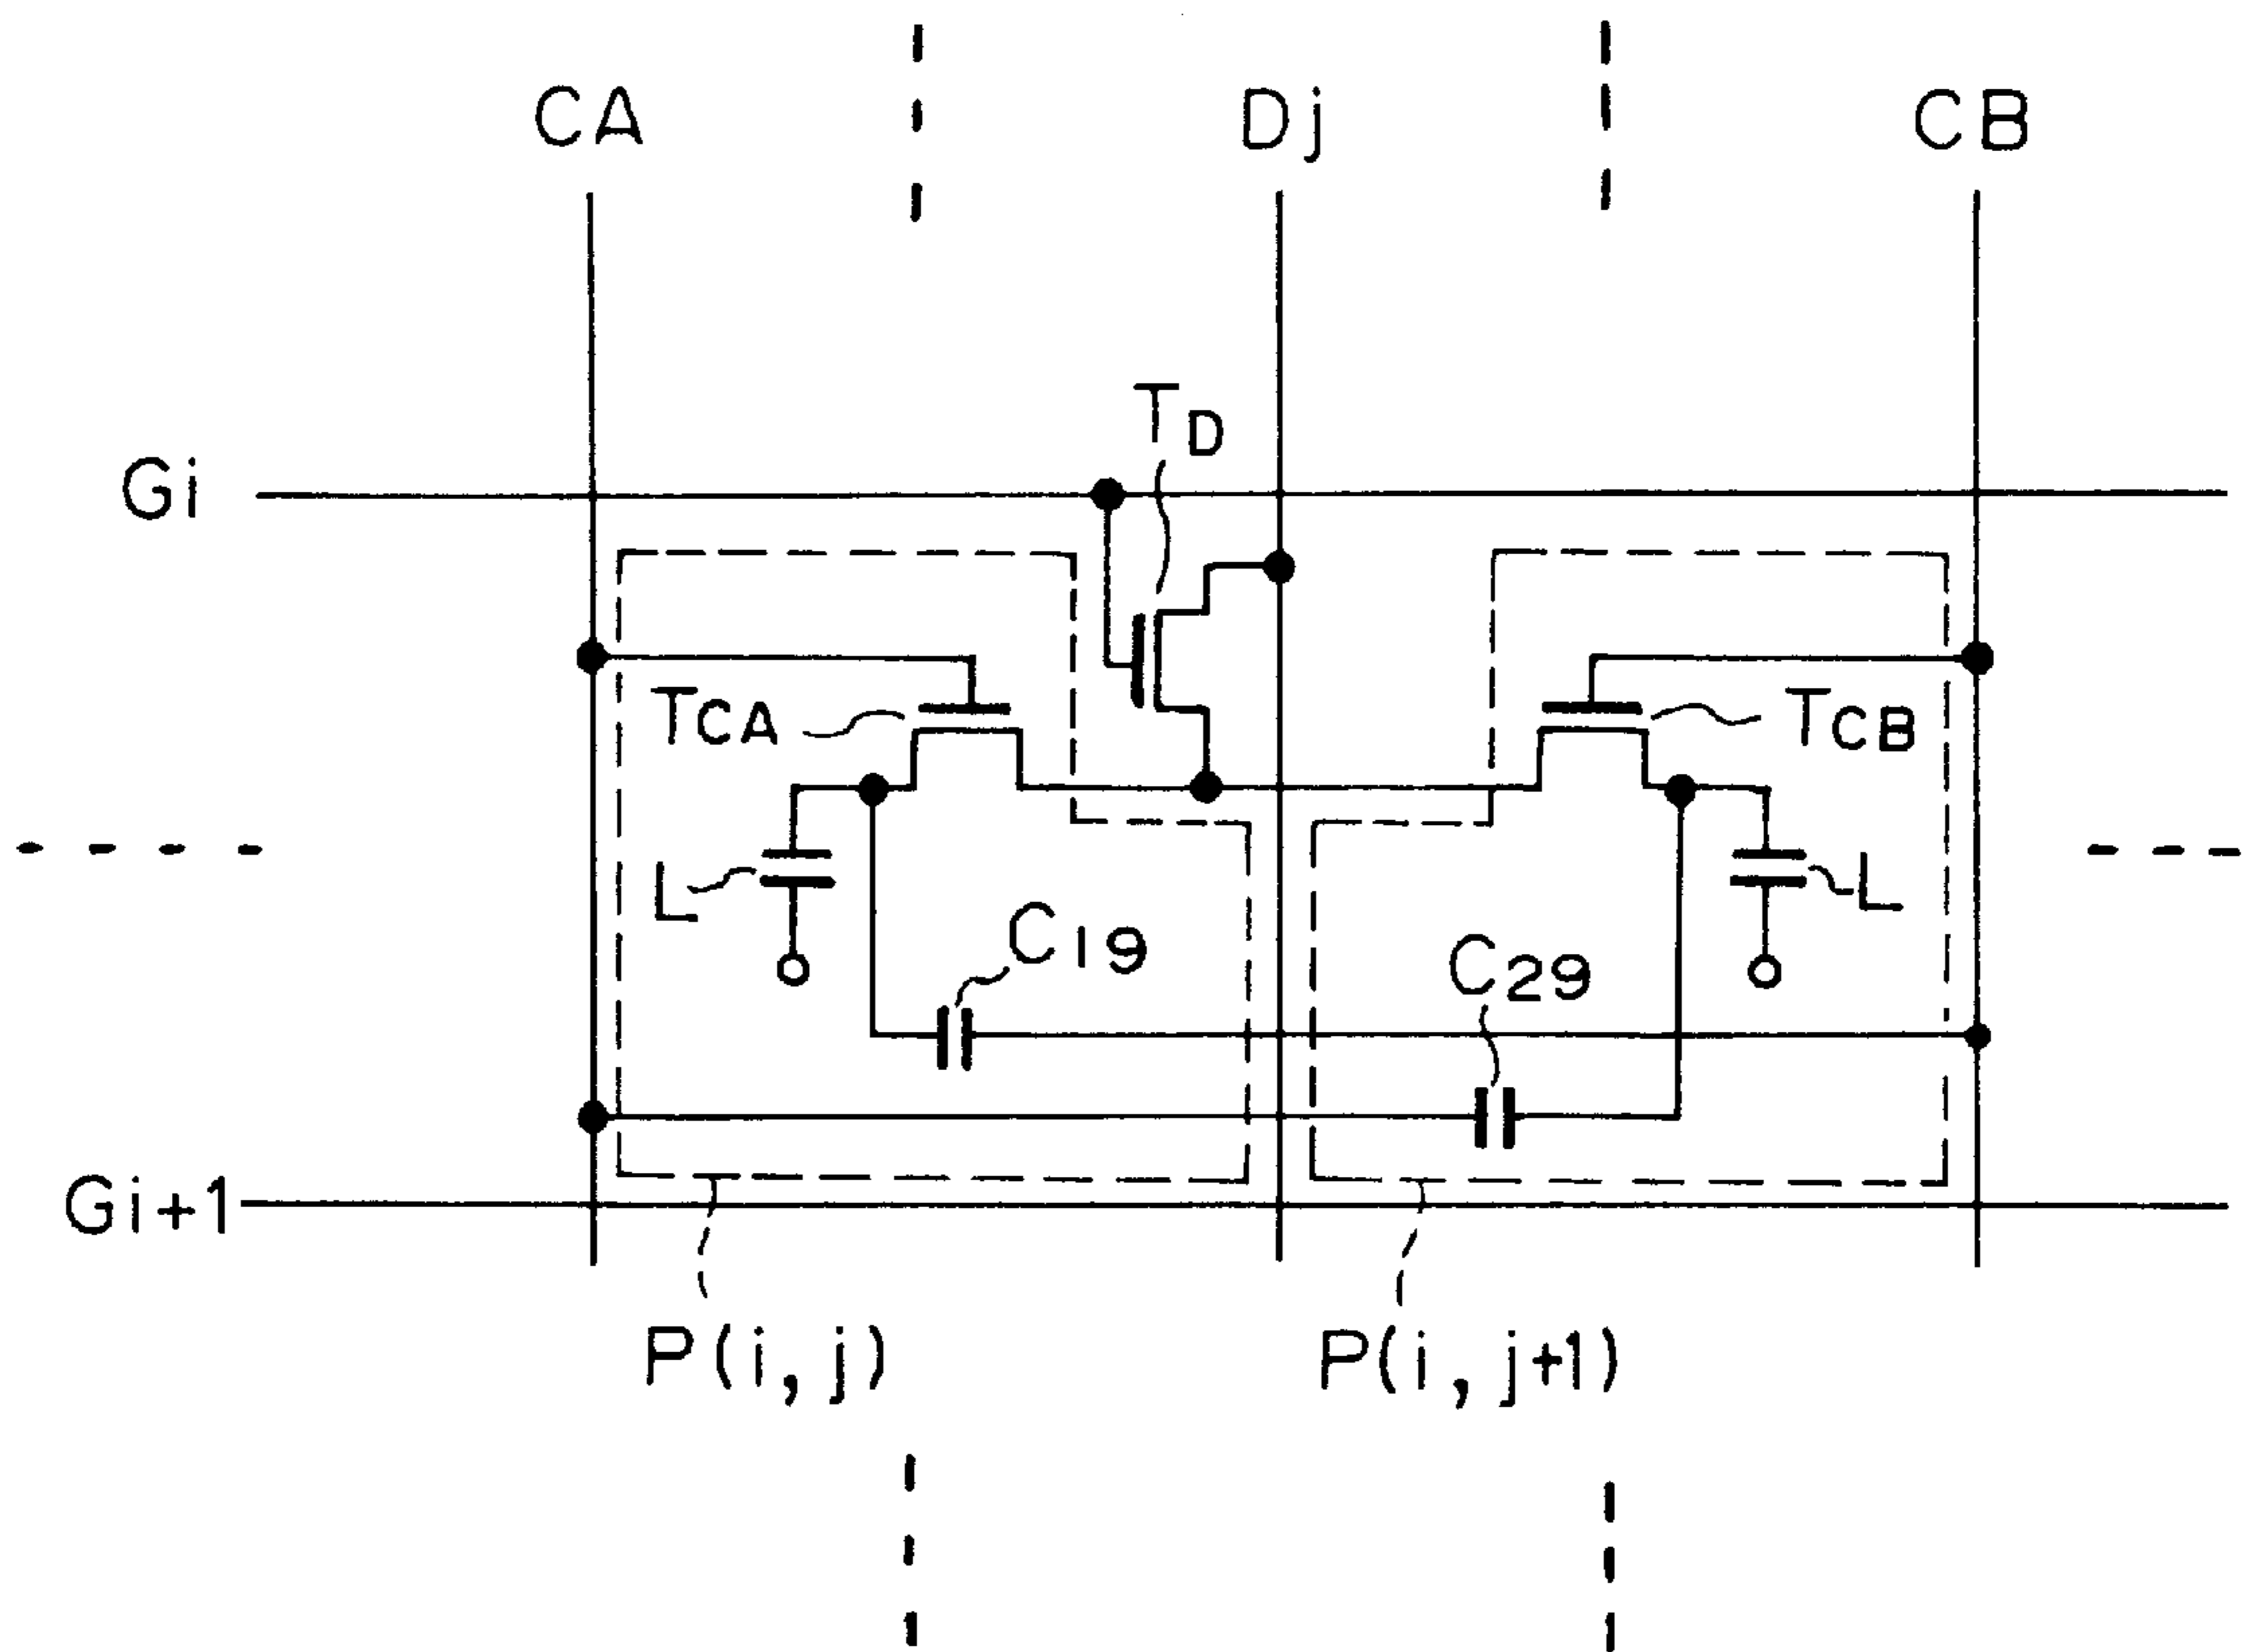 CA Dj CB
TD
Gi
TCA TCB
L L
C19
C29
Gi+1
P(i, j) P(i, j+1)